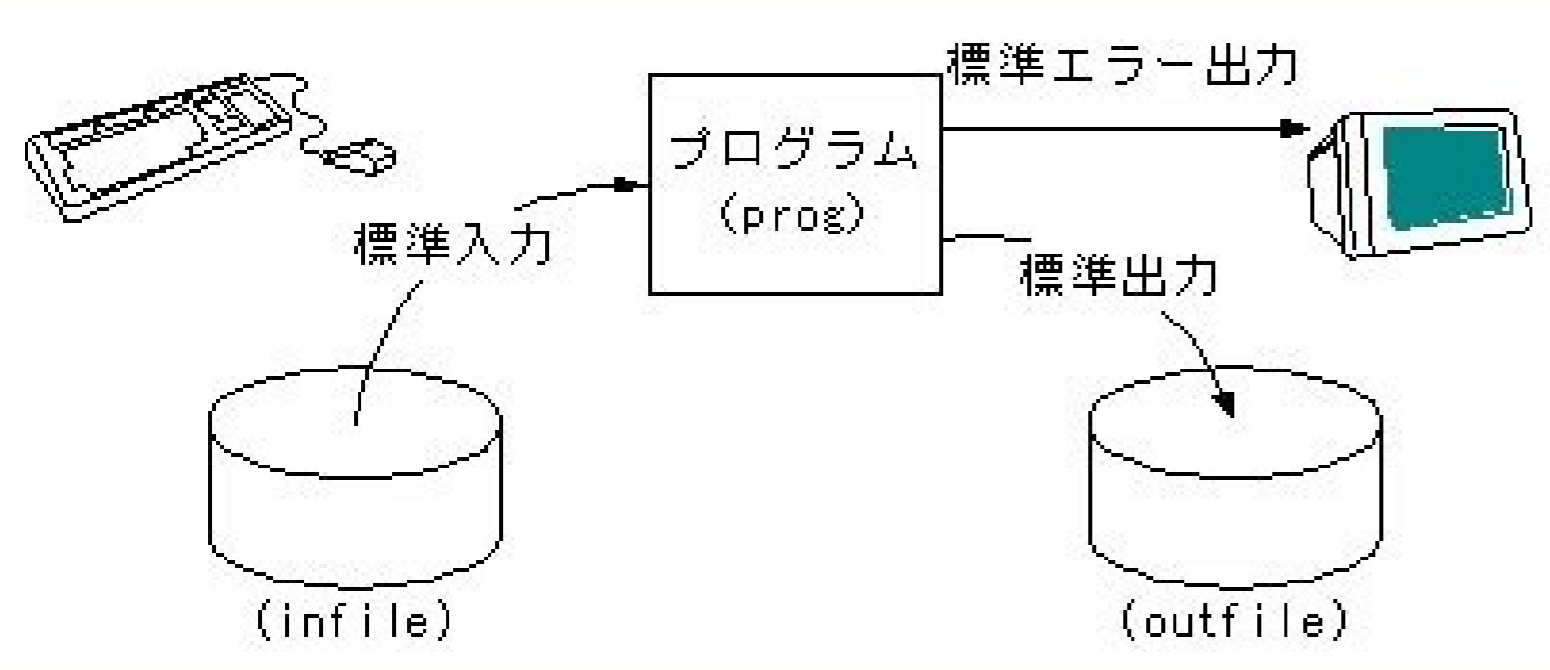 標準エラー出力
プログラム
(prog)
標準入力
標準出力
(infile)
(outfile)